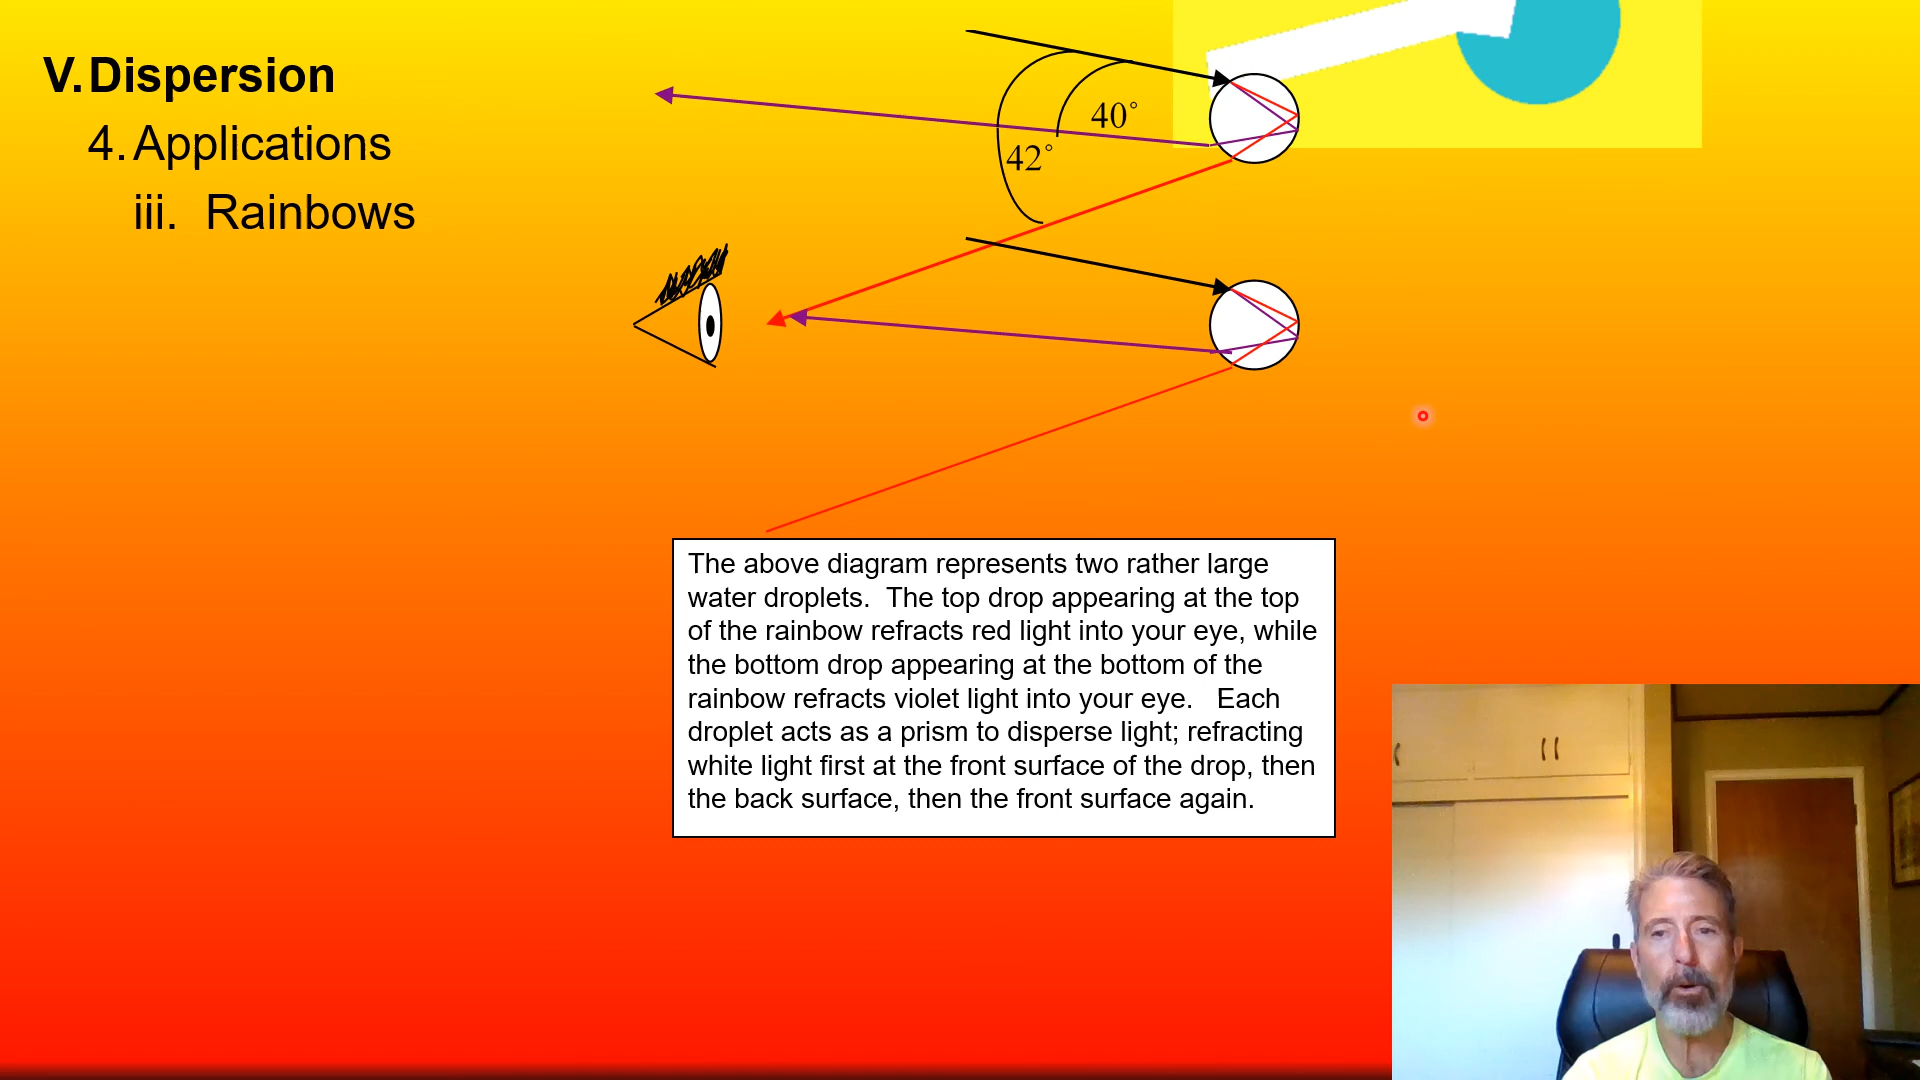 V. Dispersion
4. Applications
iii. Rainbows
40°
42°
The above diagram represents two rather large
water droplets. The top drop appearing at the top
of the rainbow refracts red light into your eye, while
the bottom drop appearing at the bottom of the
rainbow refracts violet light into your eye. Each
droplet acts as a prism to disperse light; refracting
white light first at the front surface of the drop, then
the back surface, then the front surface again.